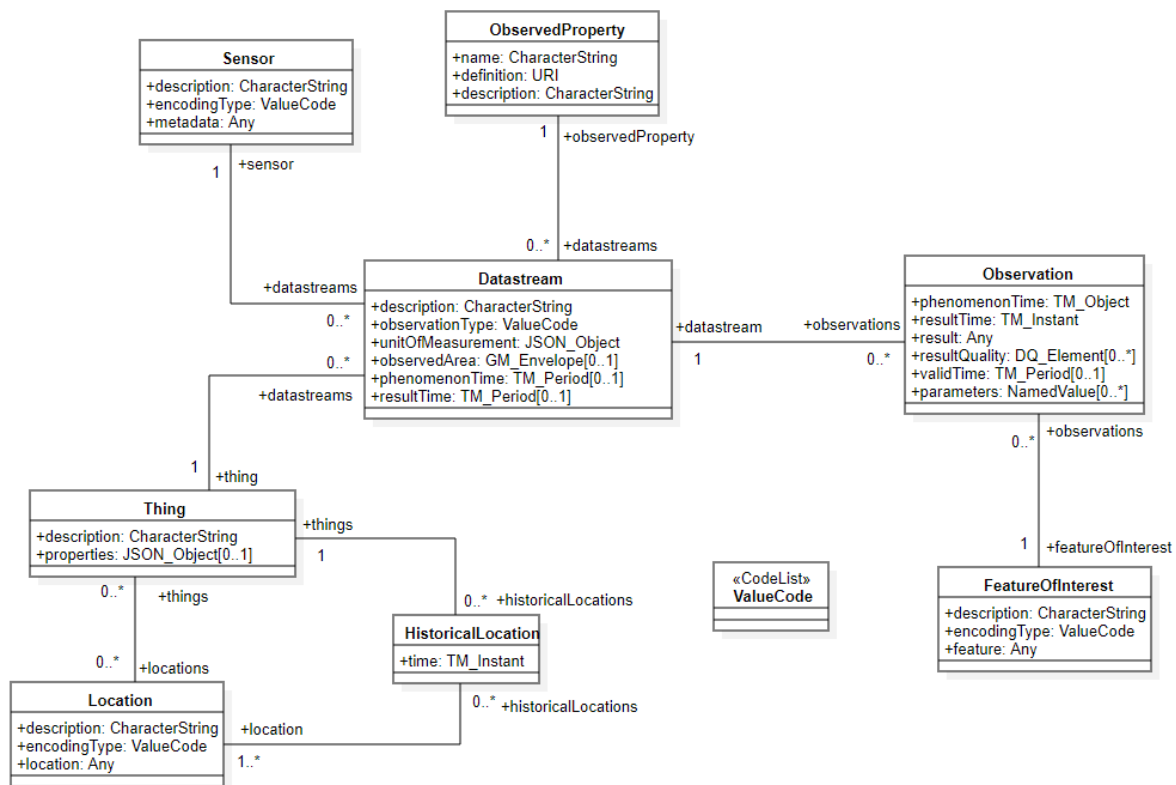 ObservedProperty
+name: CharacterString
+definition: URI
+description: CharacterString
Sensor
+description: CharacterString
+encodingType: ValueCode
+metadata: Any
1
+observedProperty
1
+sensor
0..*
+datastreams
Datastream
+description: CharacterString
+observationType: ValueCode
+unitOfMeasurement: JSON_Object
+observedArea: GM_Envelope[0..1]
+phenomenonTime: TM_Period[0..1]
+resultTime: TM_Period[0..1]
+datastreams
0..*
0..*
+datastreams
+datastream
1
+observations
0..*
Observation
+phenomenonTime: TM_Object
+resultTime: TM_Instant
+result: Any
+resultQuality: DQ_Element[0..*]
+validTime: TM_Period[0..1]
+parameters: NamedValue[0..*]
0..*
+observations
1
+thing
Thing
+description: CharacterString
+properties: JSON_Object[0..1]
+things
1
0..*
+things
0..*
+historicalLocations
HistoricalLocation
+time: TM_Instant
0..*
+historicalLocations
«CodeList»
ValueCode
1
+featureOfInterest
FeatureOfInterest
+description: CharacterString
+encodingType: ValueCode
+feature: Any
0..*
+locations
Location
+description: CharacterString
+encodingType: ValueCode
+location: Any
+location
1..*